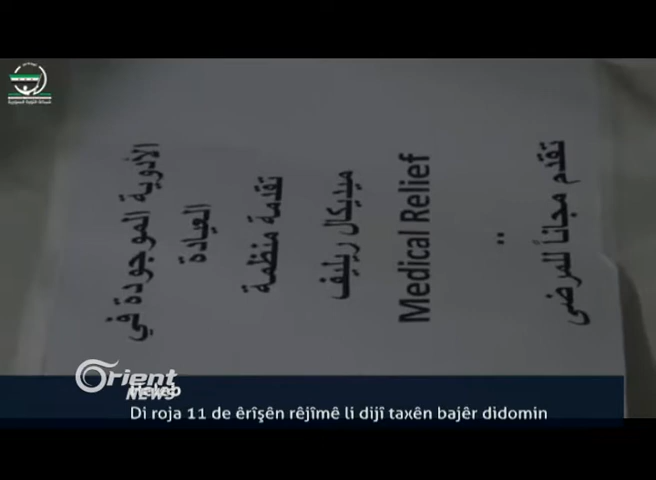 الأدوية الموجودة في
العيادة
تقدمة منظمة
ميديكال ريليف
Medical Relief
..
تقدم مجاناً للمرضى
Orient
NEWS
Di roja 11 de êrîşên rêjîmê li dijî taxên bajêr didomin